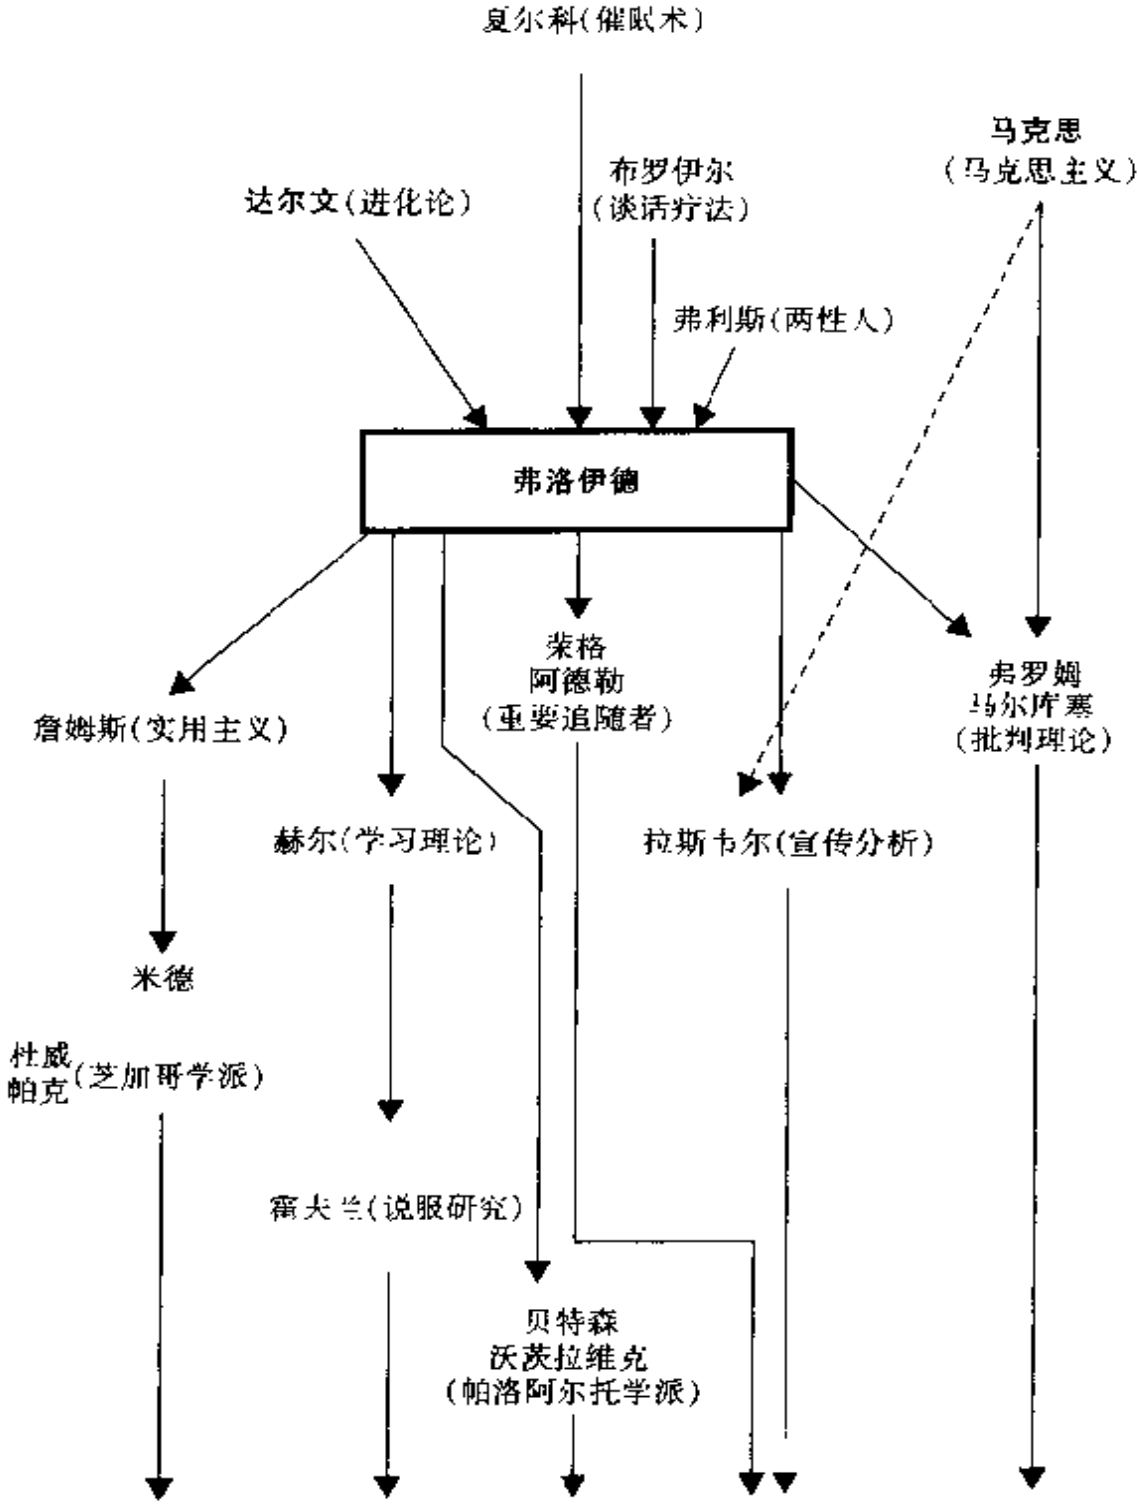 夏尔科(催眠术)
马克思
(马克思主义)
布罗伊尔
(谈话疗法)
达尔文(进化论)
弗利斯(两性人)
弗洛伊德
荣格
阿德勒
(重要追随者)
弗罗姆
马尔库塞
(批判理论)
詹姆斯(实用主义)
赫尔(学习理论)
拉斯韦尔(宣传分析)
米德
杜威
帕克
(芝加哥学派)
霍夫兰(说服研究)
贝特森
沃茨拉维克
(帕洛阿尔托学派)